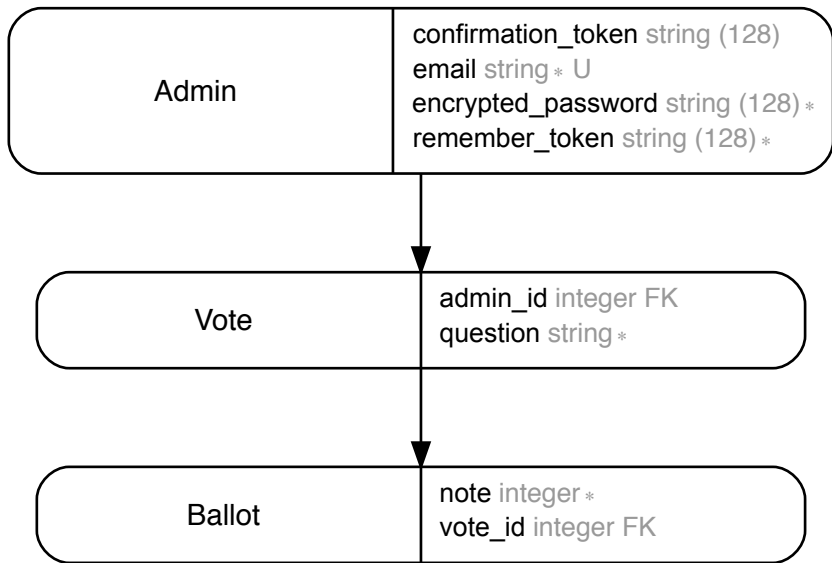 Admin
confirmation_token string (128)
email string∗ U
encrypted_password string (128)∗
remember_token string (128)∗
Vote
admin_id integer FK
question string∗
Ballot
note integer∗
vote_id integer FK